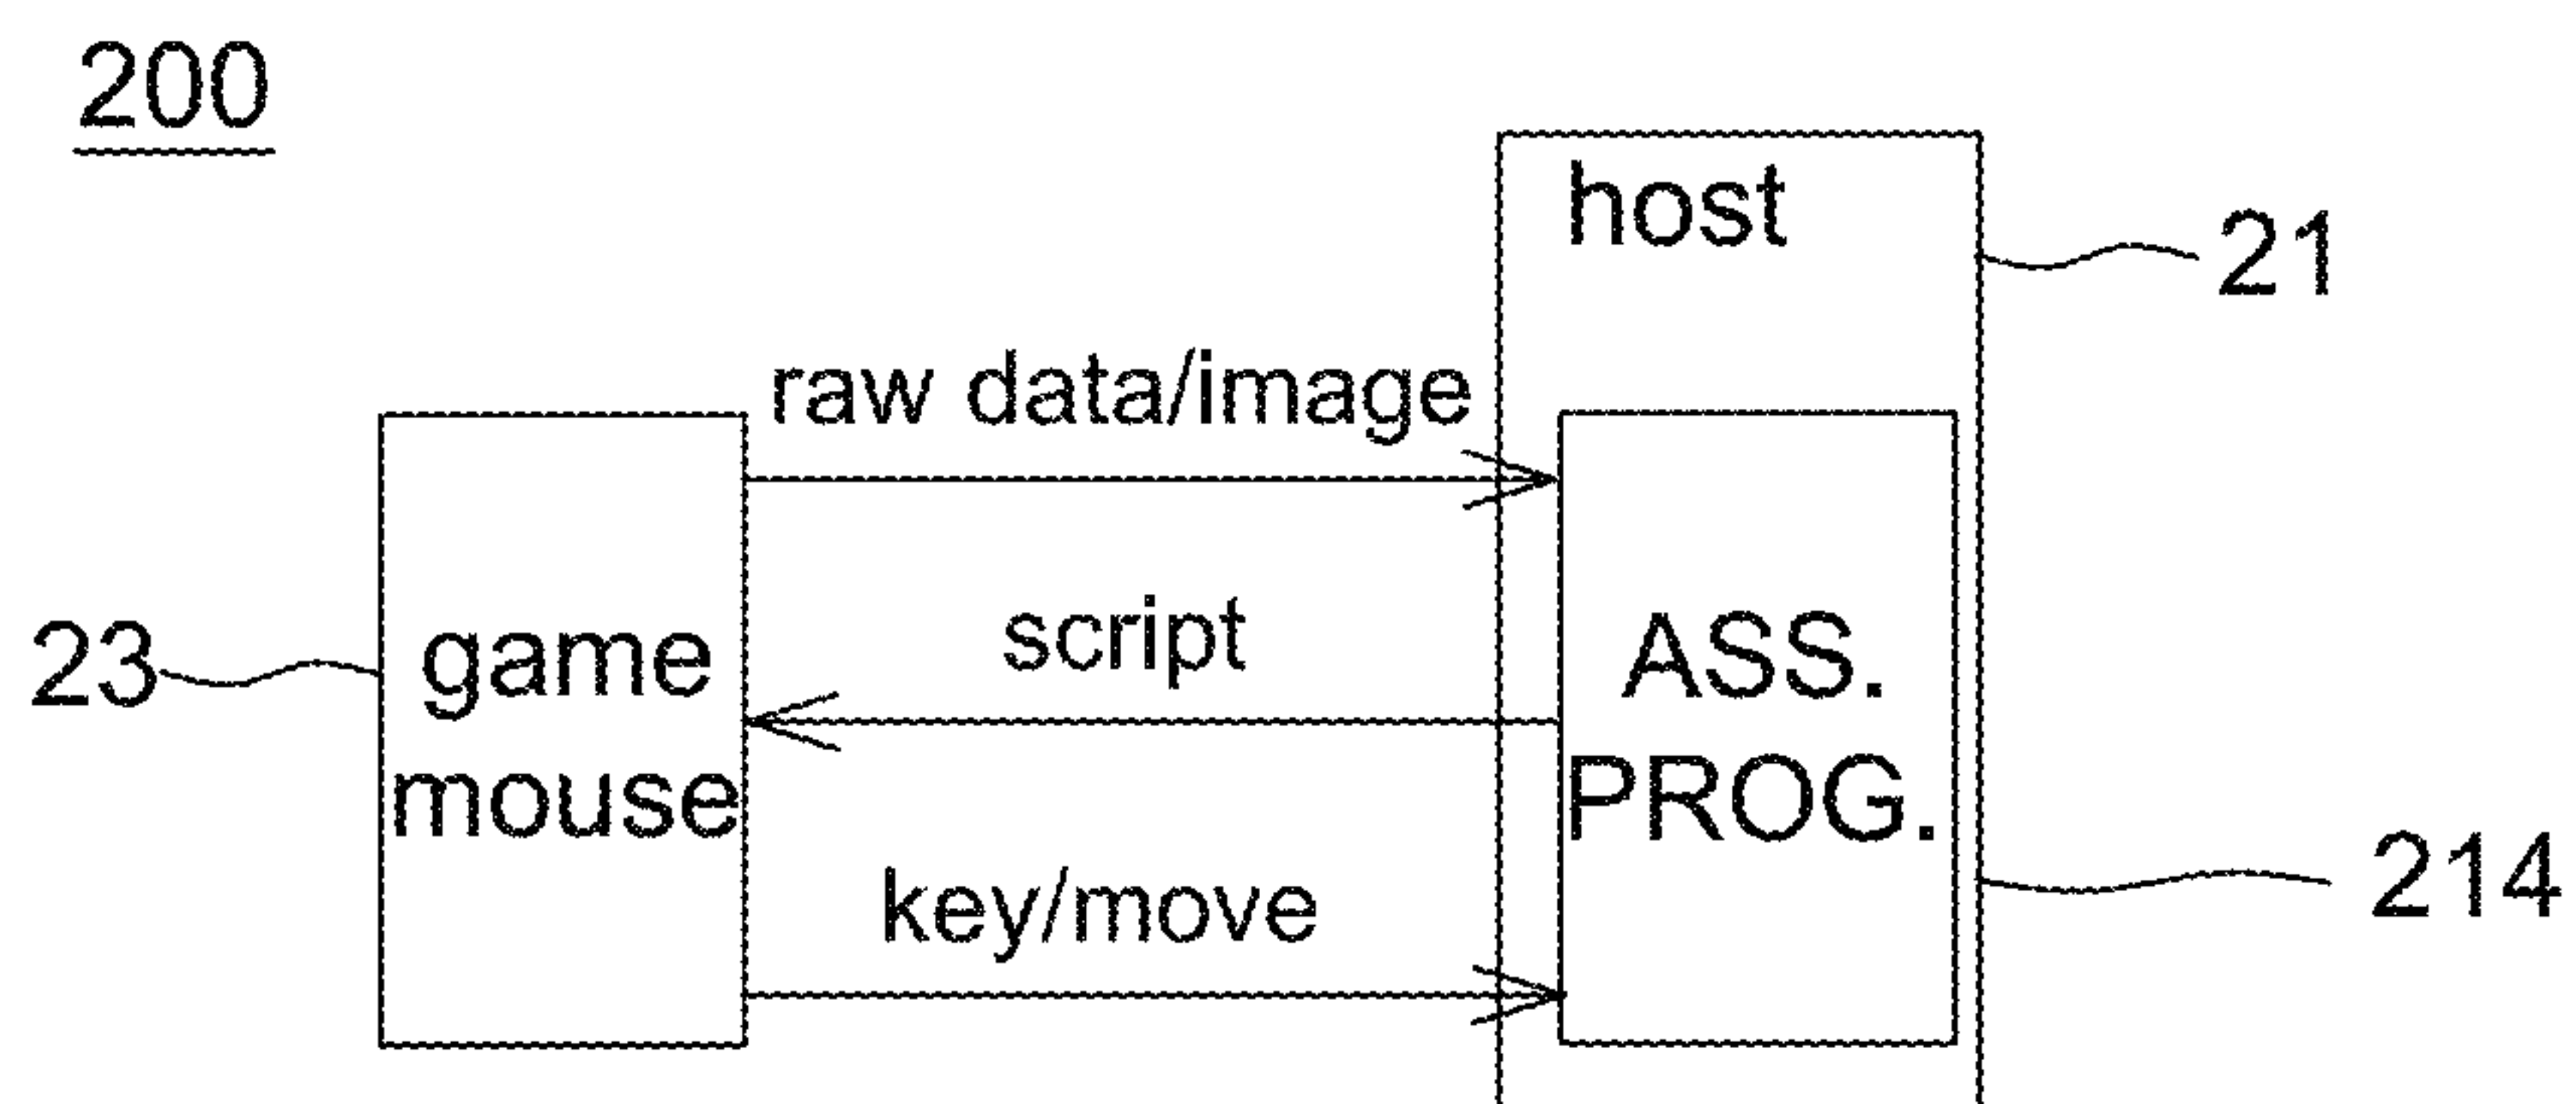 200
host
21
raw data/image
script
23
game
mouse
ASS.
PROG.
key/move
214